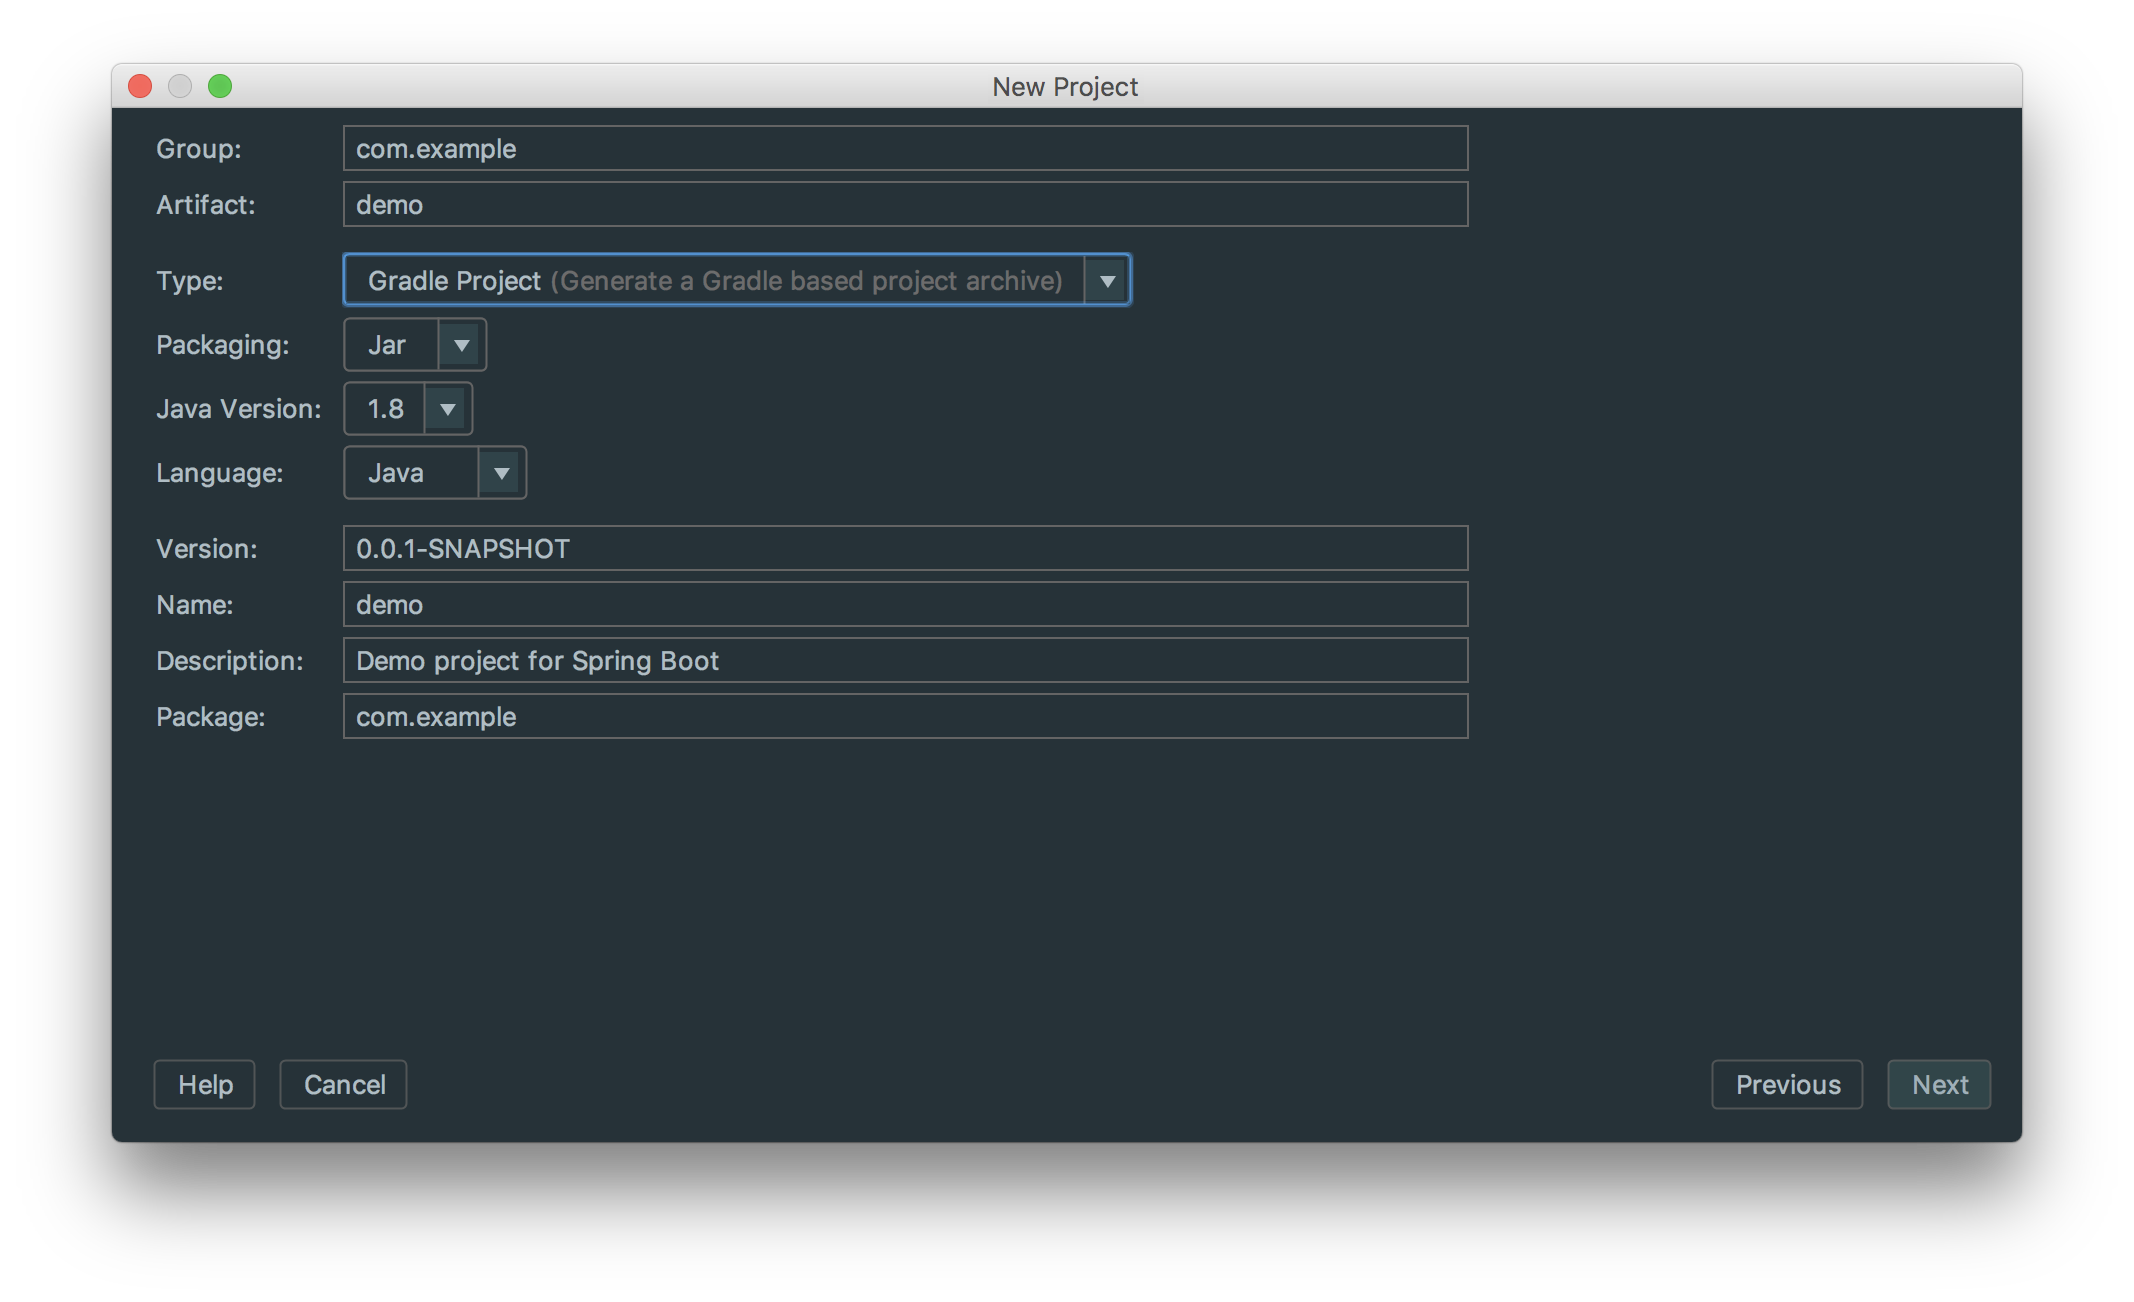 New Project
Group: com.example
Artifact: demo
Type: Gradle Project (Generate a Gradle based project archive)
Packaging: Jar
Java Version: 1.8
Language: Java
Version: 0.0.1-SNAPSHOT
Name: demo
Description: Demo project for Spring Boot
Package: com.example
Help Cancel Previous Next